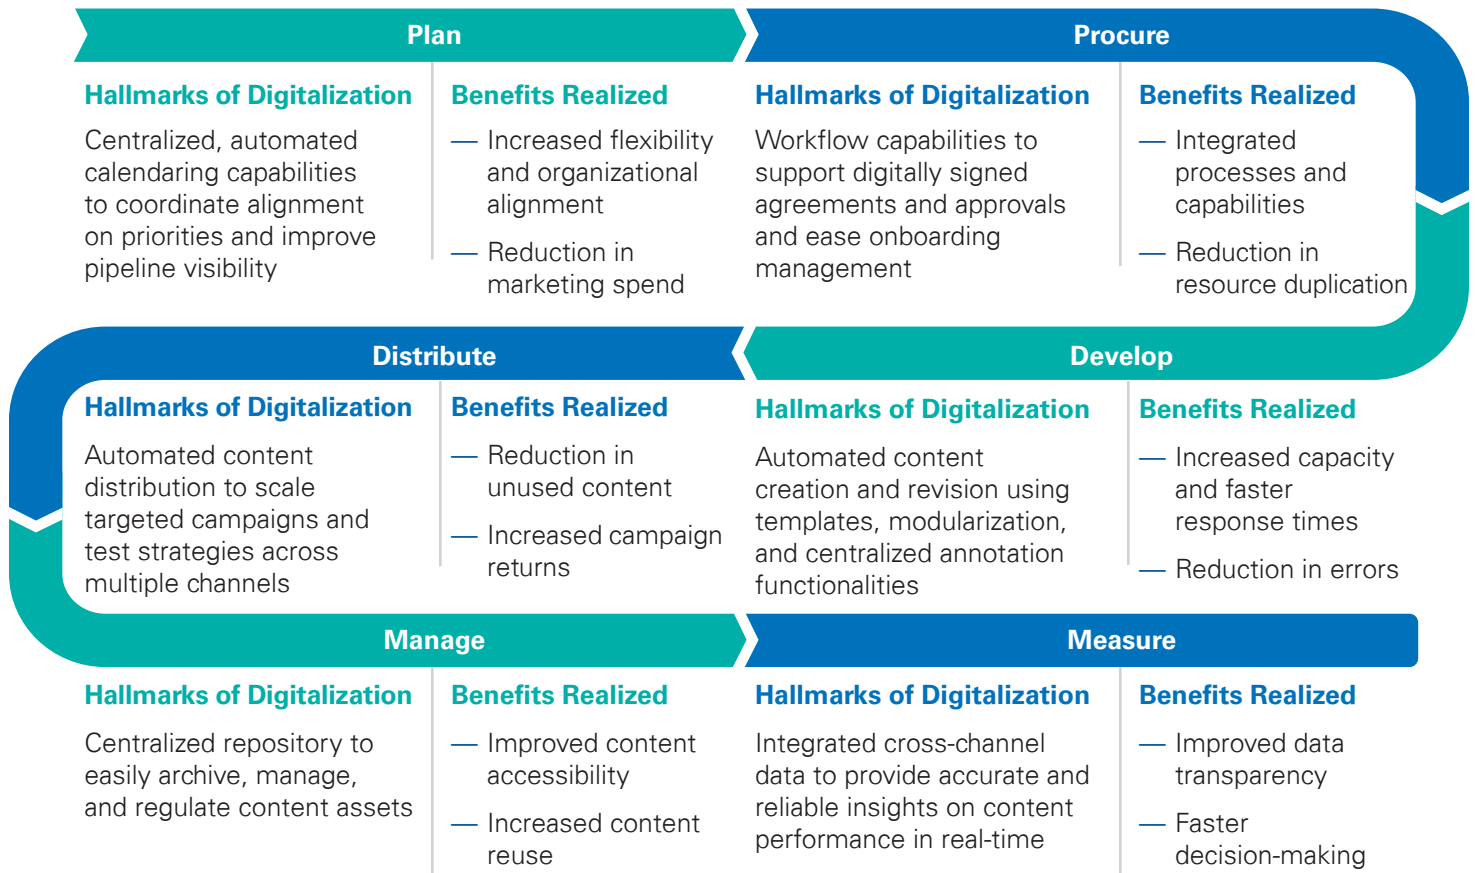 Plan
Hallmarks of Digitalization
Centralized, automated
calendaring capabilities
to coordinate alignment
on priorities and improve
pipeline visibility
Benefits Realized
— Increased flexibility
and organizational
alignment
— Reduction in
marketing spend
Procure
Hallmarks of Digitalization
Workflow capabilities to
support digitally signed
agreements and approvals
and ease onboarding
management
Benefits Realized
— Integrated
processes and
capabilities
— Reduction in
resource duplication
Develop
Hallmarks of Digitalization
Automated content
creation and revision using
templates, modularization,
and centralized annotation
functionalities
Benefits Realized
— Increased capacity
and faster
response times
— Reduction in errors
Distribute
Hallmarks of Digitalization
Automated content
distribution to scale
targeted campaigns and
test strategies across
multiple channels
Benefits Realized
— Reduction in
unused content
— Increased campaign
returns
Manage
Hallmarks of Digitalization
Centralized repository to
easily archive, manage,
and regulate content assets
Benefits Realized
— Improved content
accessibility
— Increased content
reuse
Measure
Hallmarks of Digitalization
Integrated cross-channel
data to provide accurate and
reliable insights on content
performance in real-time
Benefits Realized
— Improved data
transparency
— Faster
decision-making